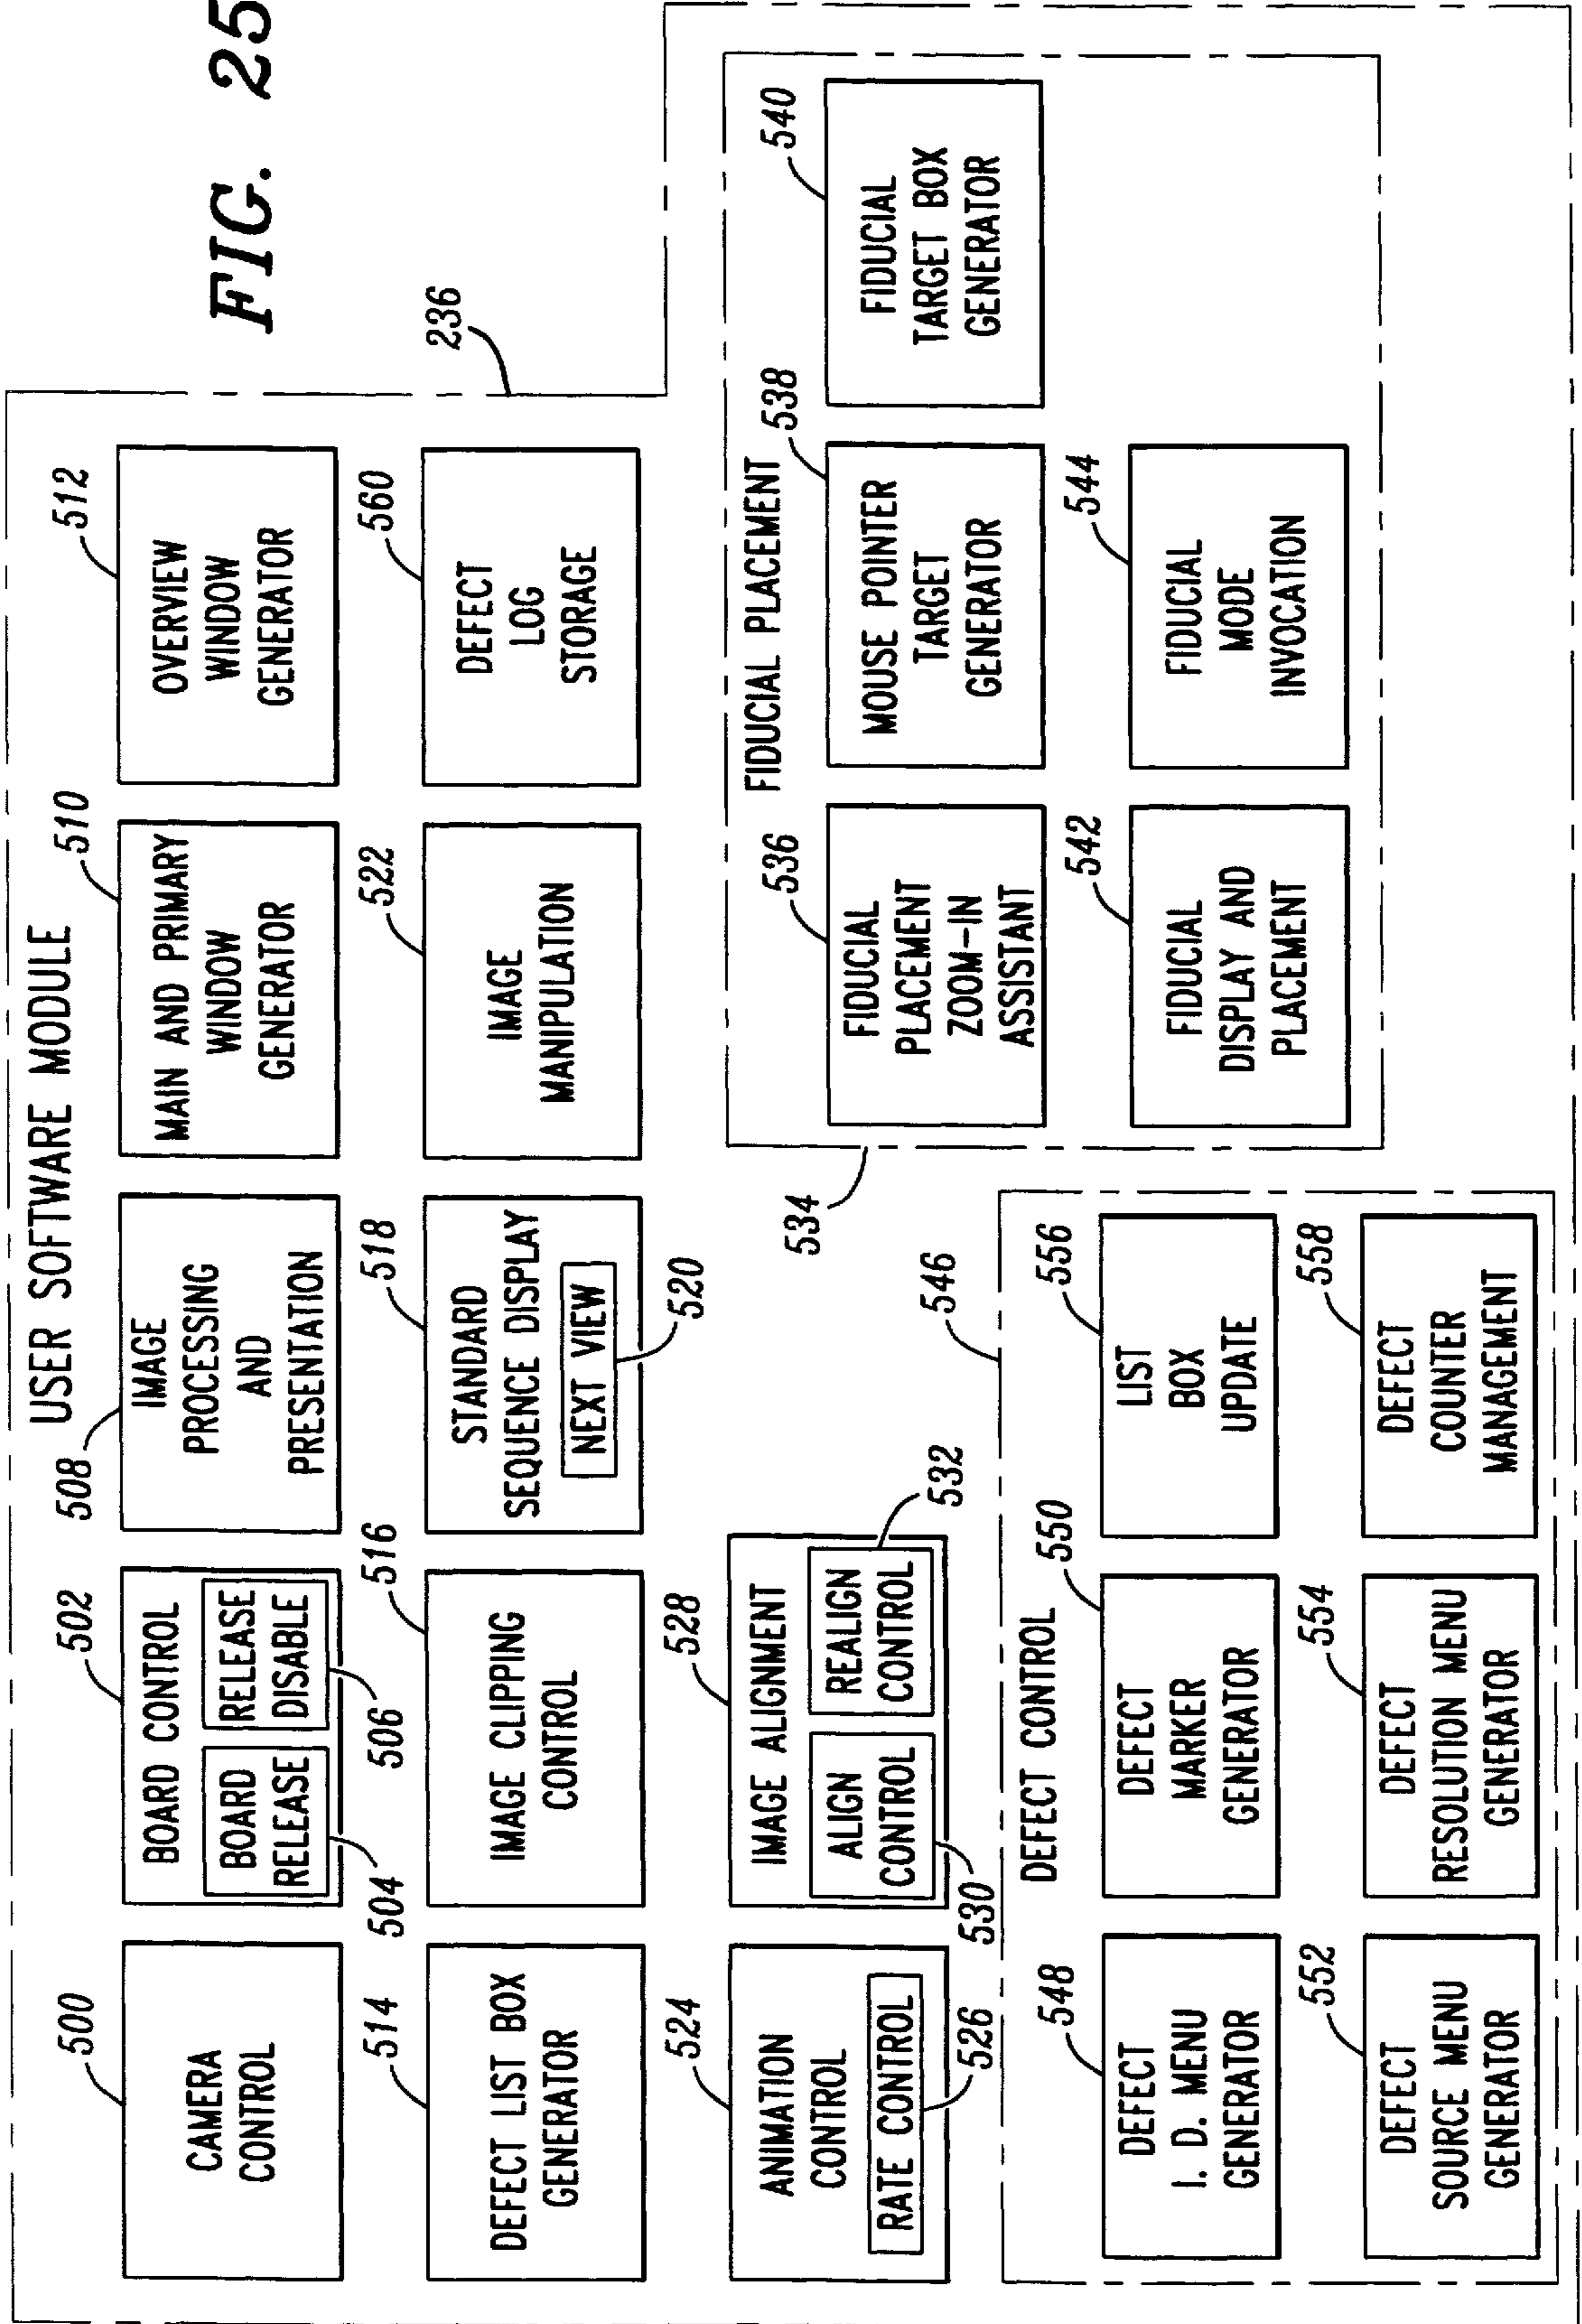 FIG. 25
USER SOFTWARE MODULE
236
500
CAMERA
CONTROL
502
BOARD CONTROL
BOARD
RELEASE
504
RELEASE
DISABLE
506
508
IMAGE
PROCESSING
AND
PRESENTATION
510
MAIN AND PRIMARY
WINDOW
GENERATOR
512
OVERVIEW
WINDOW
GENERATOR
514
DEFECT LIST BOX
GENERATOR
516
IMAGE CLIPPING
CONTROL
518
STANDARD
SEQUENCE DISPLAY
NEXT VIEW
520
522
IMAGE
MANIPULATION
560
DEFECT
LOG
STORAGE
524
ANIMATION
CONTROL
RATE CONTROL
526
528
IMAGE ALIGNMENT
ALIGN
CONTROL
530
REALIGN
CONTROL
532
534
FIDUCIAL PLACEMENT
536
FIDUCIAL
PLACEMENT
ZOOM-IN
ASSISTANT
538
MOUSE POINTER
TARGET
GENERATOR
540
FIDUCIAL
TARGET BOX
GENERATOR
542
FIDUCIAL
DISPLAY AND
PLACEMENT
544
FIDUCIAL
MODE
INVOCATION
546
DEFECT CONTROL
548
DEFECT
I. D. MENU
GENERATOR
550
DEFECT
MARKER
GENERATOR
556
LIST
BOX
UPDATE
552
DEFECT
SOURCE MENU
GENERATOR
554
DEFECT
RESOLUTION MENU
GENERATOR
558
DEFECT
COUNTER
MANAGEMENT